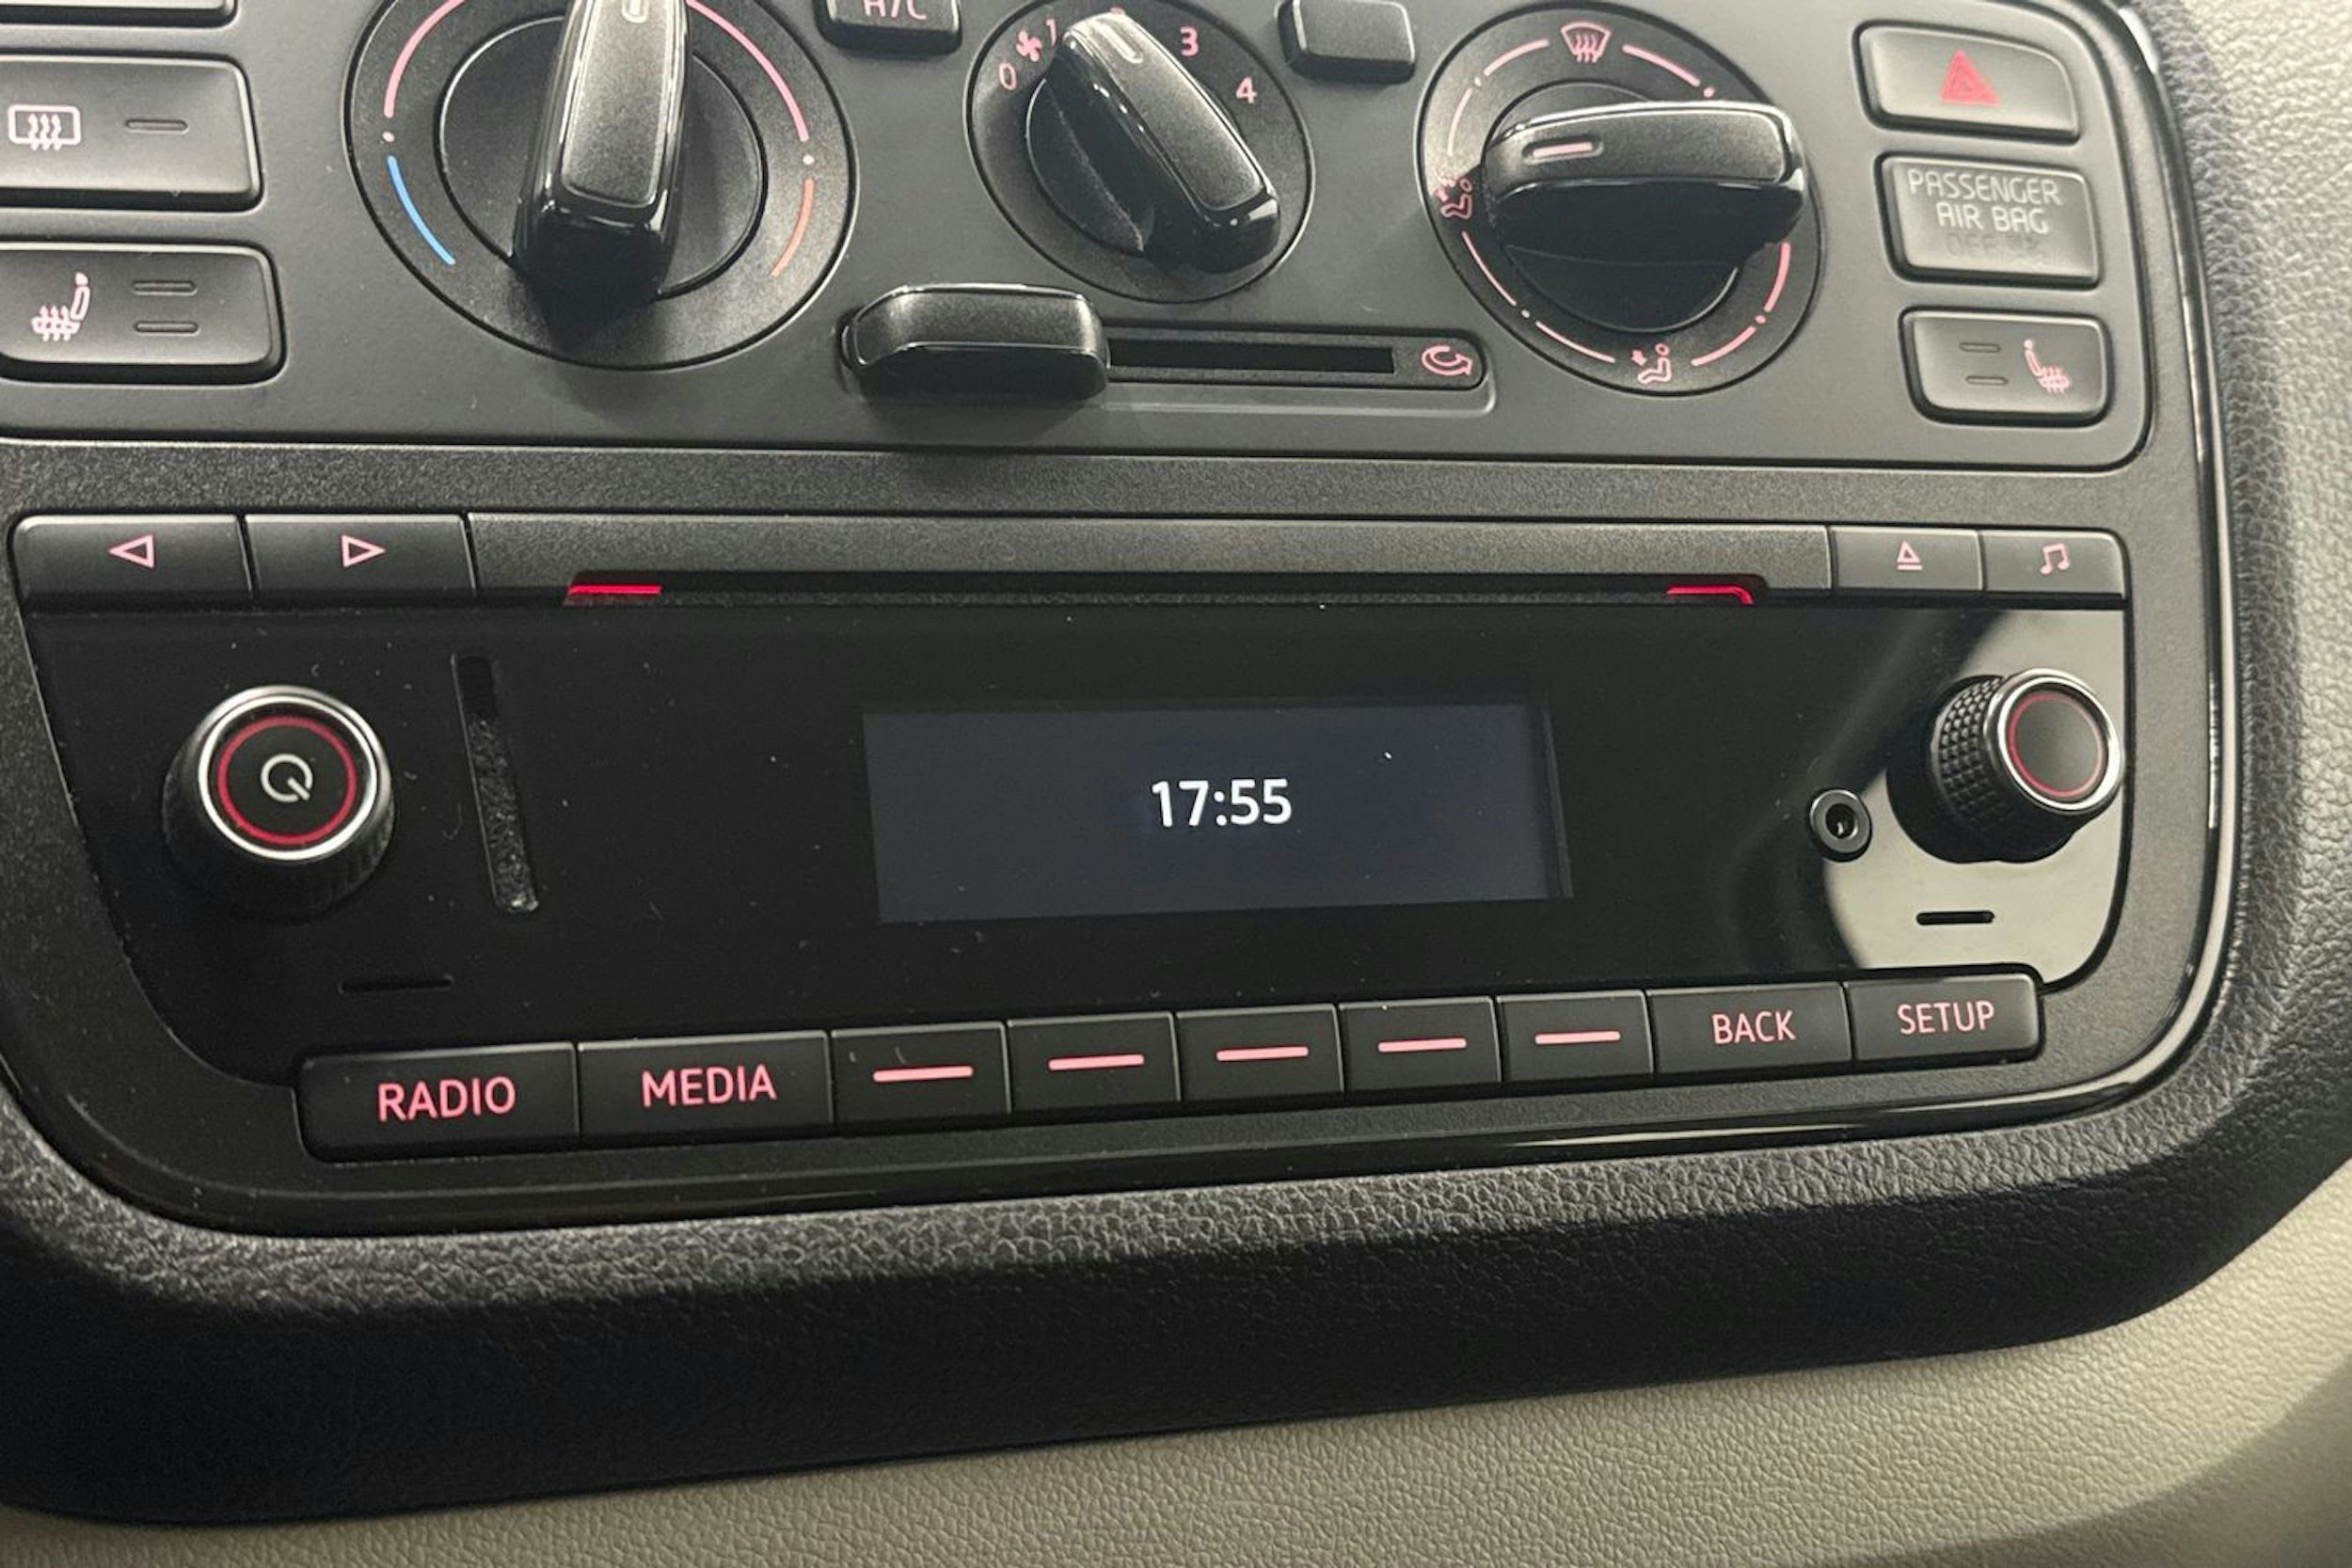 A/C
0
1
3
4
PASSENGER
AIR BAG
OFF
17:55
RADIO
MEDIA
BACK
SETUP